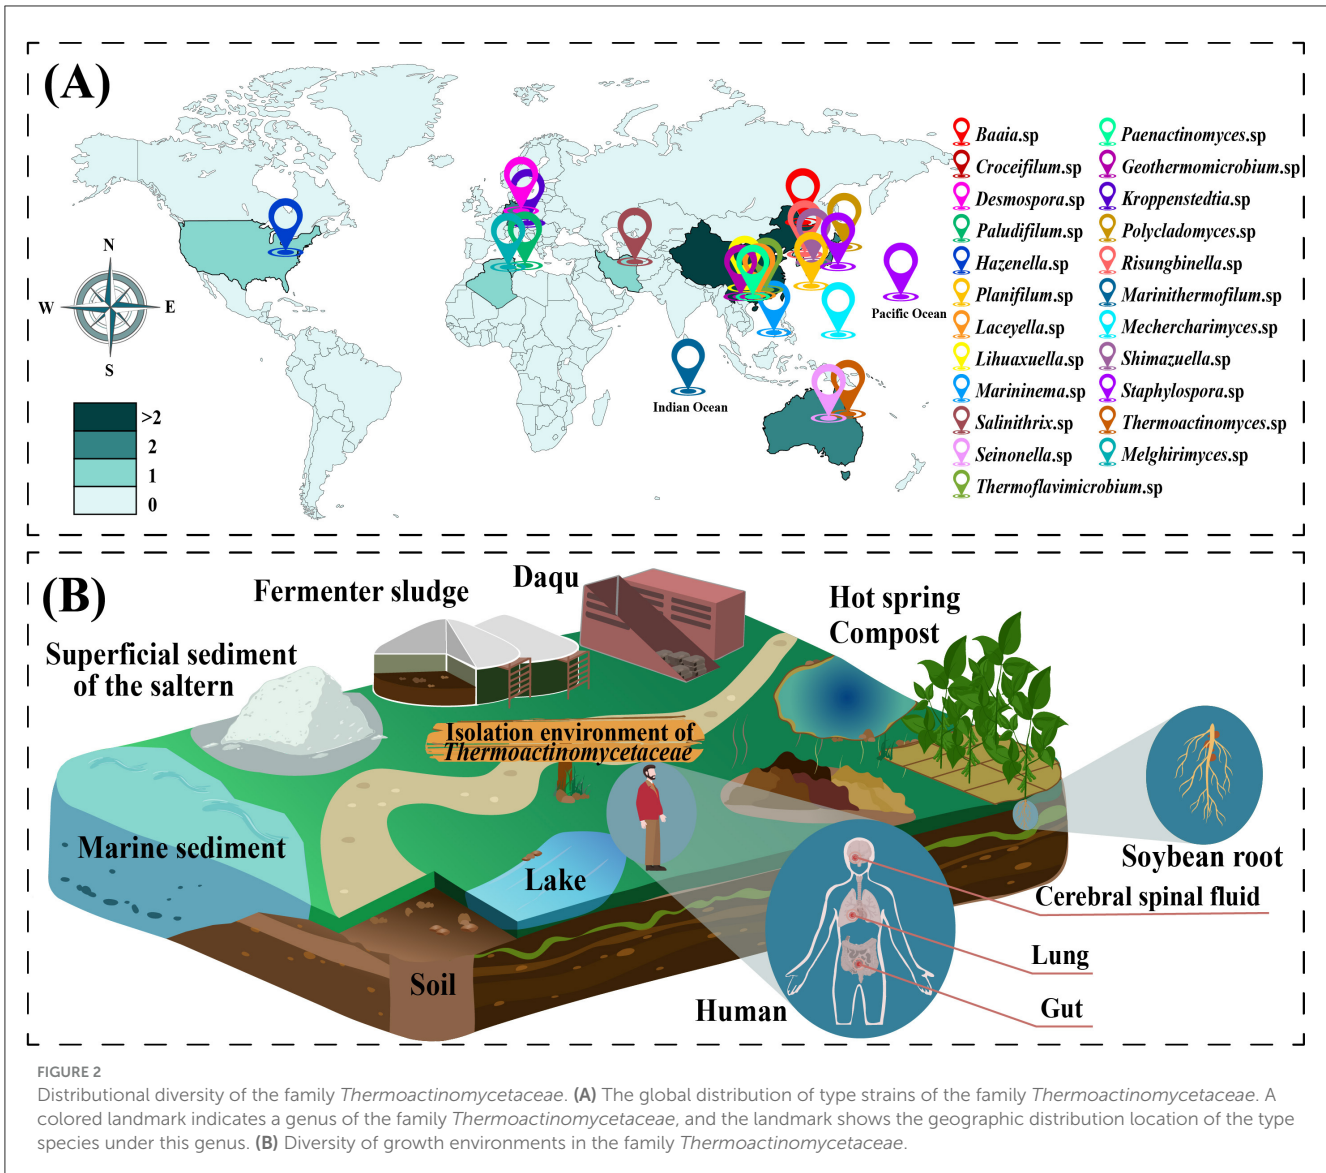 (A)
N
W
E
S
>2
2
1
0
Indian Ocean
Pacific Ocean
Baaia.sp
Croceifilum.sp
Desmospora.sp
Paludifilum.sp
Hazenella.sp
Planifilum.sp
Laceyella.sp
Lihuaxuella.sp
Marininema.sp
Salinithrix.sp
Seinonella.sp
Thermoflavimicrobium.sp
Paenactinomyces.sp
Geothermomicrobium.sp
Kroppenstedtia.sp
Polycladomyces.sp
Risungbinella.sp
Marinithermofilum.sp
Mechercharimyces.sp
Shimazuella.sp
Staphylospora.sp
Thermoactinomyces.sp
Melghirimyces.sp
(B)
Fermenter sludge
Daqu
Hot spring
Compost
Superficial sediment
of the saltern
Isolation environment of
Thermoactinomycetaceae
Marine sediment
Lake
Soil
Soybean root
Cerebral spinal fluid
Lung
Gut
Human
FIGURE 2
Distributional diversity of the family Thermoactinomycetaceae. (A) The global distribution of type strains of the family Thermoactinomycetaceae. A
colored landmark indicates a genus of the family Thermoactinomycetaceae, and the landmark shows the geographic distribution location of the type
species under this genus. (B) Diversity of growth environments in the family Thermoactinomycetaceae.